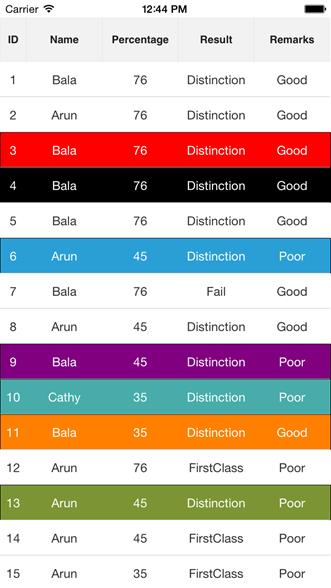 Carrier 12:44 PM
ID Name Percentage Result Remarks
1 Bala 76 Distinction Good
2 Arun 76 Distinction Good
3 Bala 76 Distinction Good
4 Bala 76 Distinction Good
5 Bala 76 Distinction Good
6 Arun 45 Distinction Poor
7 Bala 76 Fail Good
8 Arun 45 Distinction Good
9 Bala 45 Distinction Poor
10 Cathy 35 Distinction Poor
11 Bala 35 Distinction Good
12 Arun 76 FirstClass Poor
13 Arun 45 Distinction Poor
14 Arun 45 FirstClass Poor
15 Arun 35 FirstClass Poor